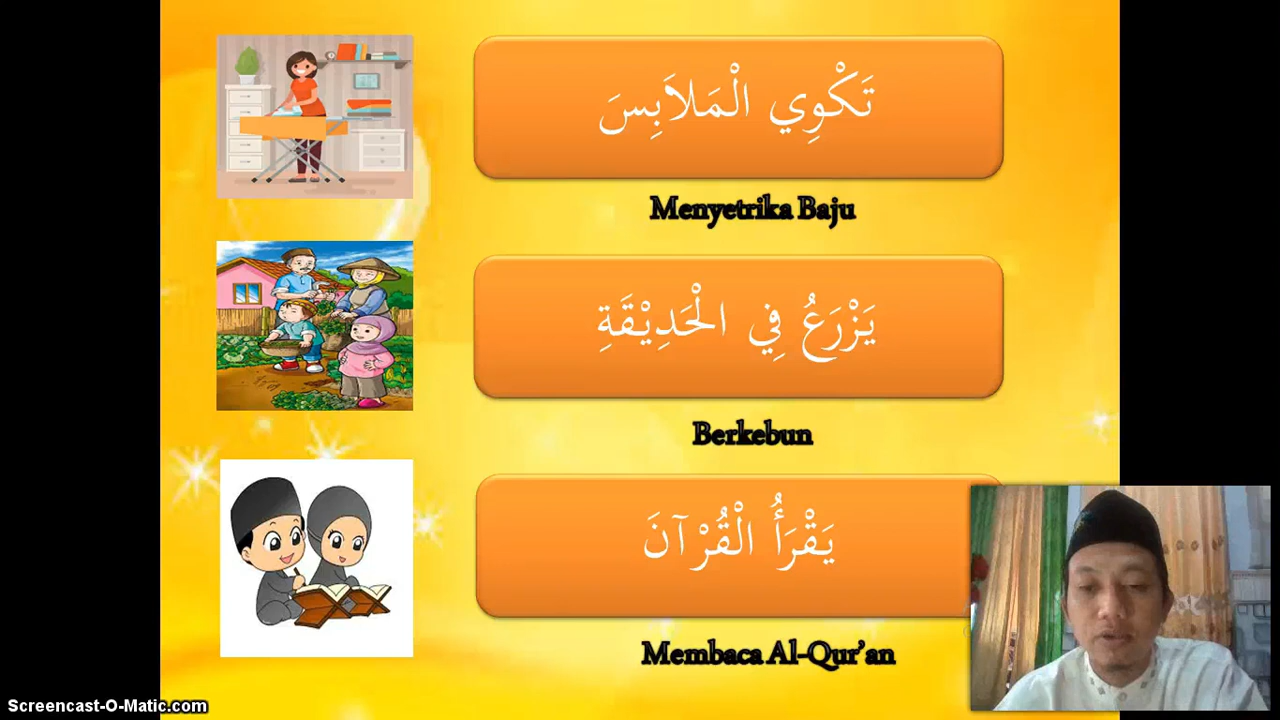 تَكْوِي الْمَلاَبِسَ
Menyetrika Baju
يَزْرَعُ فِي الْحَدِيْقَةِ
Berkebun
يَقْرَأُ الْقُرْآنَ
Membaca Al-Qur’an
Screencast-O-Matic.com